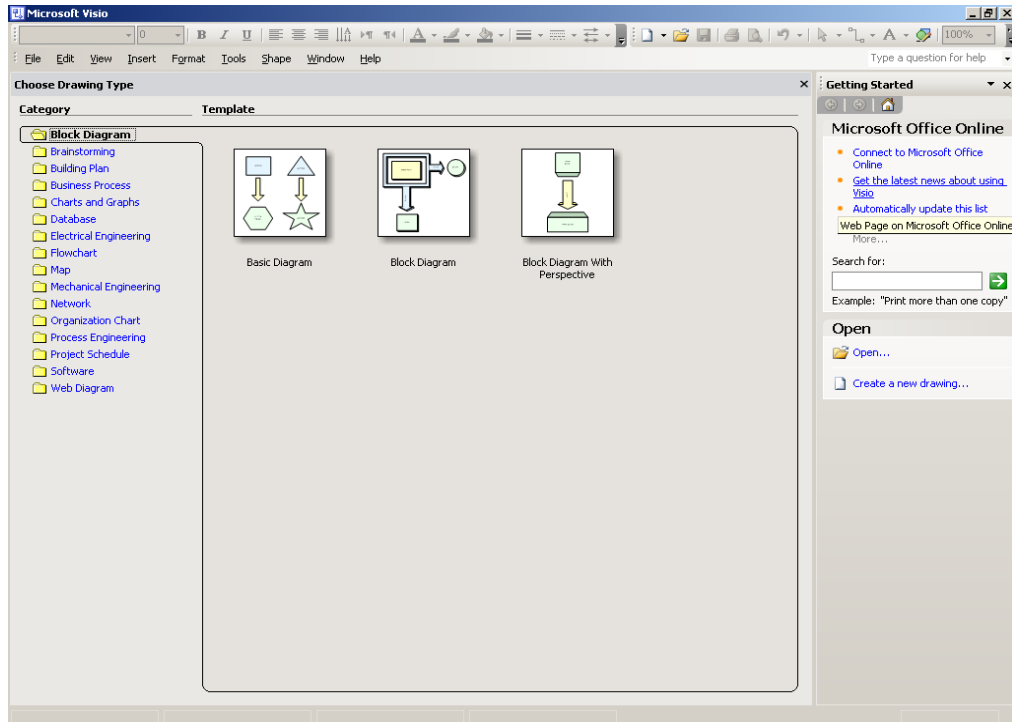 Microsoft Visio
0
B I U
A
A
100%
File Edit View Insert Format Tools Shape Window Help
Type a question for help
Choose Drawing Type
Category
Template
Block Diagram
Brainstorming
Building Plan
Business Process
Charts and Graphs
Database
Electrical Engineering
Flowchart
Map
Mechanical Engineering
Network
Organization Chart
Process Engineering
Project Schedule
Software
Web Diagram
Basic Diagram
Block Diagram
Block Diagram With
Perspective
Getting Started
Microsoft Office Online
Connect to Microsoft Office
Online
Get the latest news about using
Visio
Automatically update this list
Web Page on Microsoft Office Online
More...
Search for:
Example: "Print more than one copy"
Open
Open...
Create a new drawing...